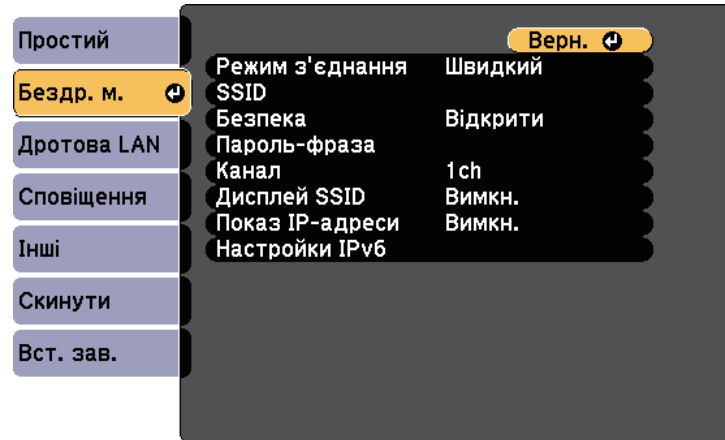 Простий
Бездр. м.
Дротова LAN
Сповіщення
Інші
Скинути
Вст. зав.
Верн.
Режим з'єднання Швидкий
SSID
Безпека Відкрити
Пароль-фраза
Канал 1ch
Дисплей SSID Вимкн.
Показ IP-адреси Вимкн.
Настройки IPv6